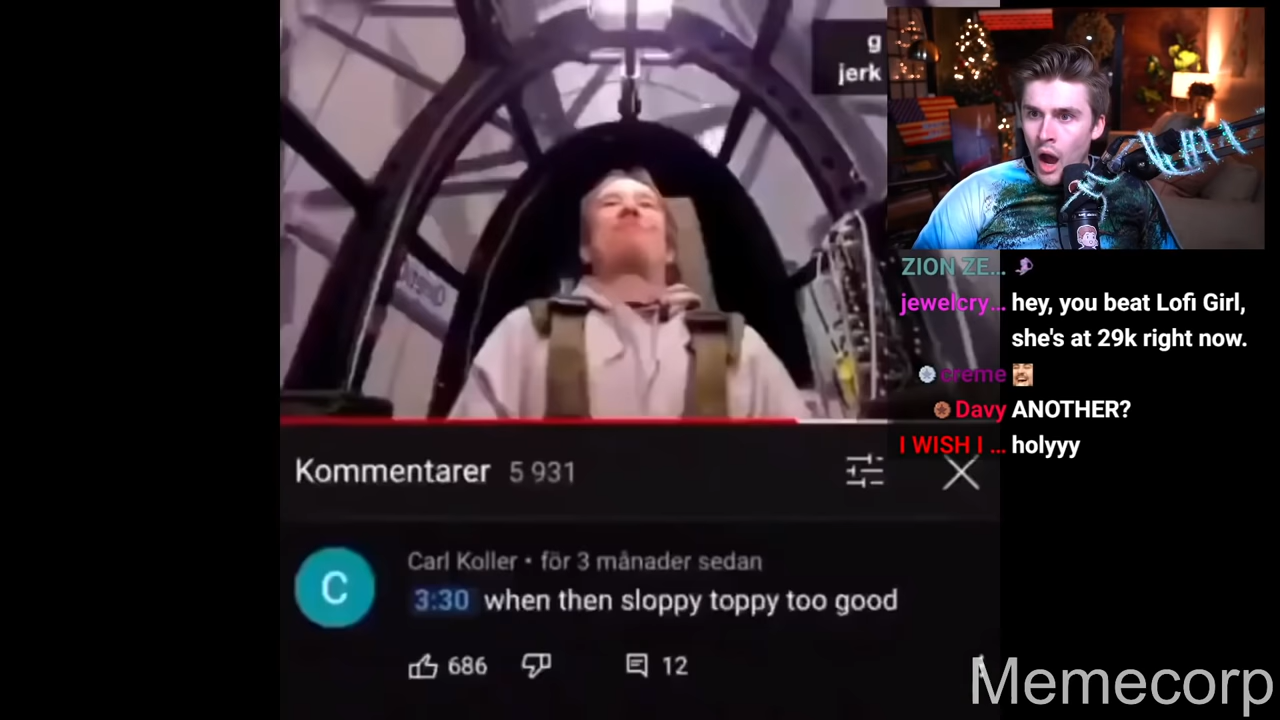 g
jerk
ZION ZE...
jewelcry... hey, you beat Lofi Girl,
she's at 29k right now.
creme
Davy ANOTHER?
I WISH I ... holyyy
Kommentarer 5 931
C
Carl Koller • för 3 månader sedan
3:30 when then sloppy toppy too good
686 12
Memecorp